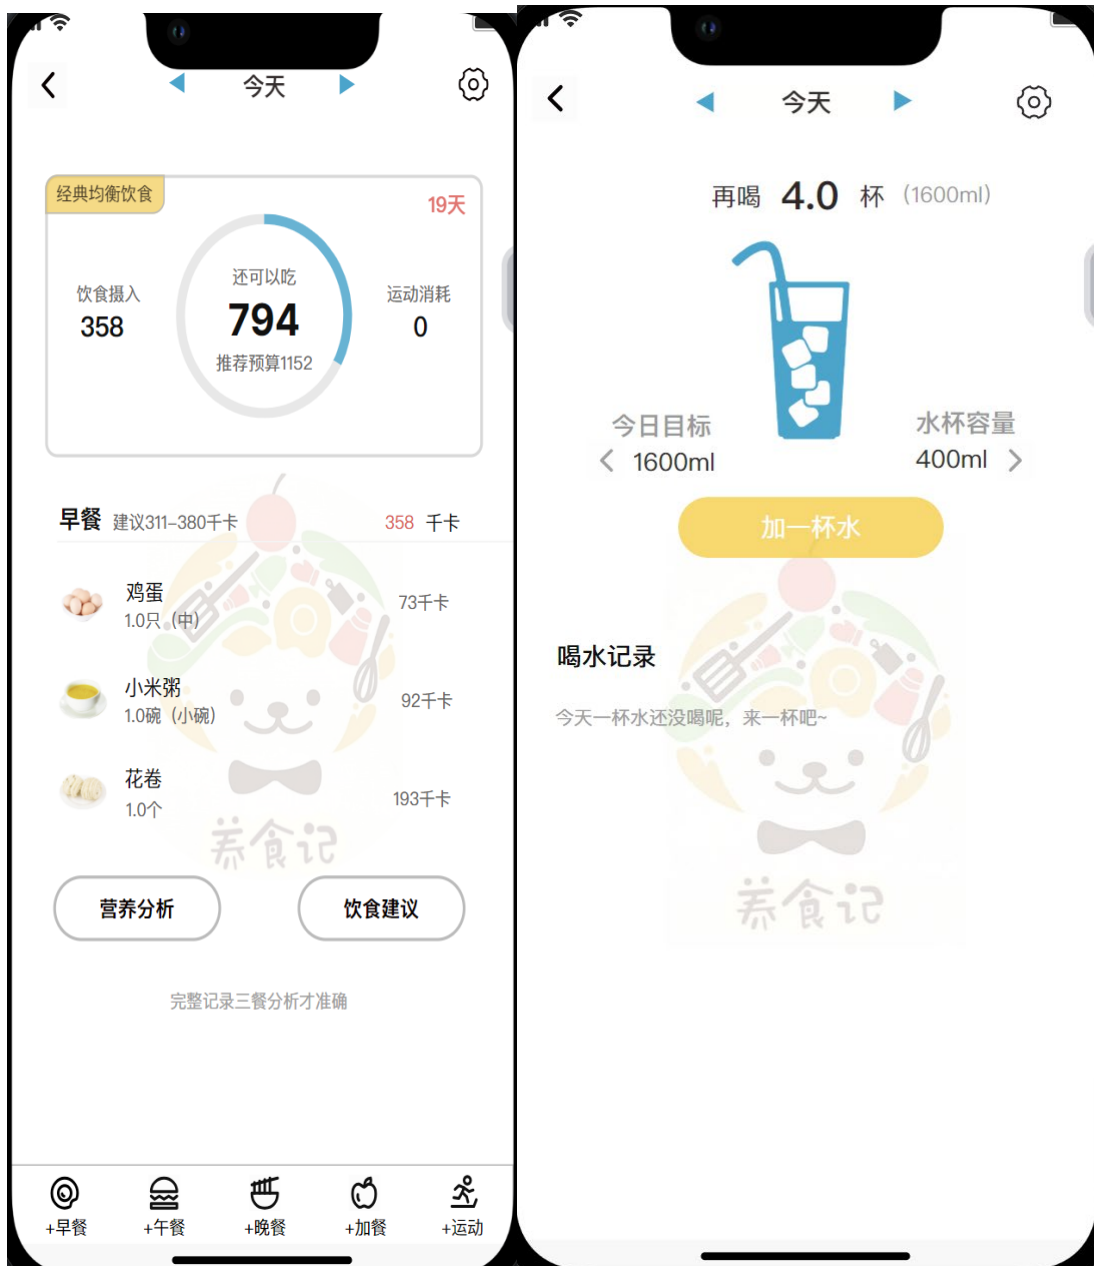 今天
经典均衡饮食
19天
饮食摄入
358
还可以吃
794
推荐预算1152
运动消耗
0
早餐 建议311-380千卡 358 千卡
鸡蛋
1.0只（中）
73千卡
小米粥
1.0碗（小碗）
92千卡
花卷
1.0个
193千卡
养食记
营养分析
饮食建议
完整记录三餐分析才准确
+早餐 +午餐 +晚餐 +加餐 +运动
今天
再喝 4.0 杯 （1600ml）
今日目标
1600ml
水杯容量
400ml
加一杯水
喝水记录
今天一杯水还没喝呢，来一杯吧~
养食记